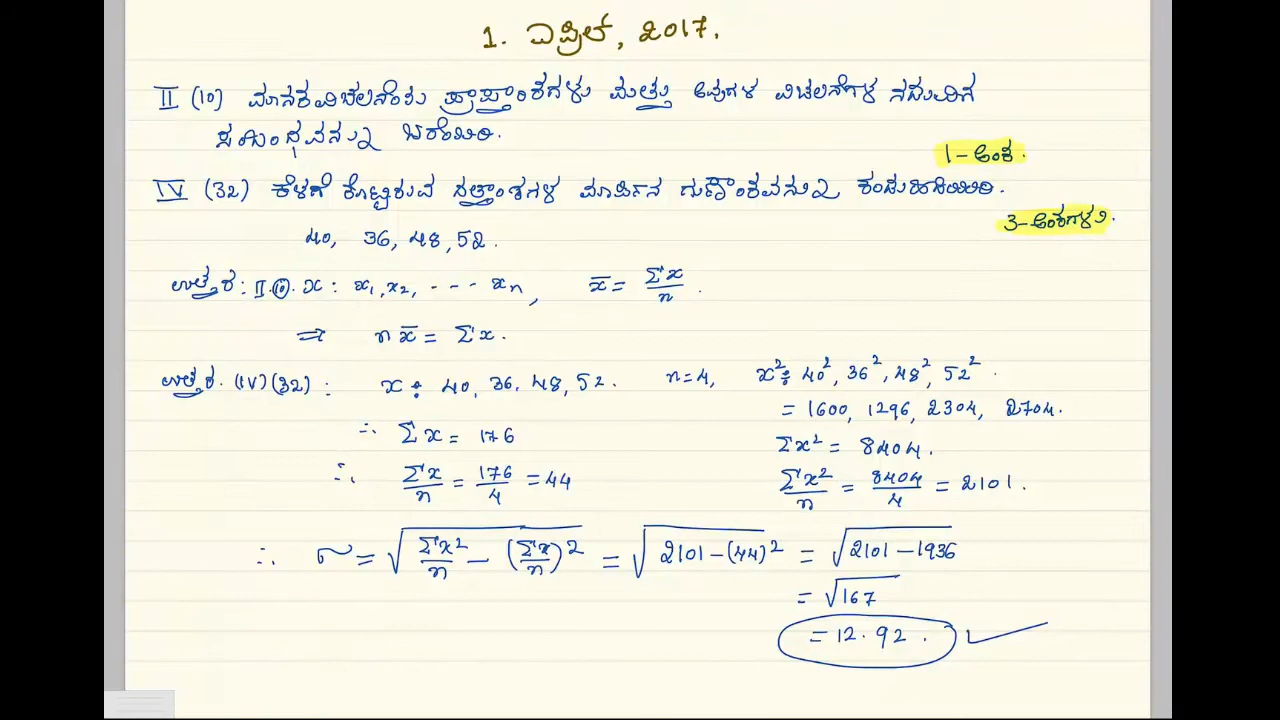 1. ಏಪ್ರಿಲ್, 2017.
II (10) ಮಾನಕವಿಚಲನೆಯು ಪ್ರಾಪ್ತಾಂಕಗಳು ಮತ್ತು ಅವುಗಳ ವಿಚಲನೆಗಳ ನಡುವಿನ
ಸಂಬಂಧವನ್ನು ಬರೆಯಿರಿ.
1-ಅಂಕ.
IV (32) ಕೆಳಗೆ ಕೊಟ್ಟಿರುವ ದತ್ತಾಂಶಗಳ ಮಾರ್ಪಿನ ಗುಣಾಂಕವನ್ನು ಕಂಡುಹಿಡಿಯಿರಿ.
3-ಅಂಕಗಳು.
40, 36, 48, 52.
ಉತ್ತರ: II.⑩. x: x₁, x₂, - - - xn, x̄ = Σx/n .
⇒ n x̄ = Σx.
ಉತ್ತರ. (IV)(32) : x : 40, 36. 48, 52. n=4, x² : 40², 36², 48², 52² .
= 1600, 1296, 2304, 2704.
∴ Σx = 176
Σx² = 8404.
∴ Σx/n = 176/4 = 44
Σx²/n = 8404/4 = 2101.
∴ σ = √(Σx²/n - (Σx/n)²) = √(2101-(44)²) = √(2101-1936)
= √167
= 12.92 .